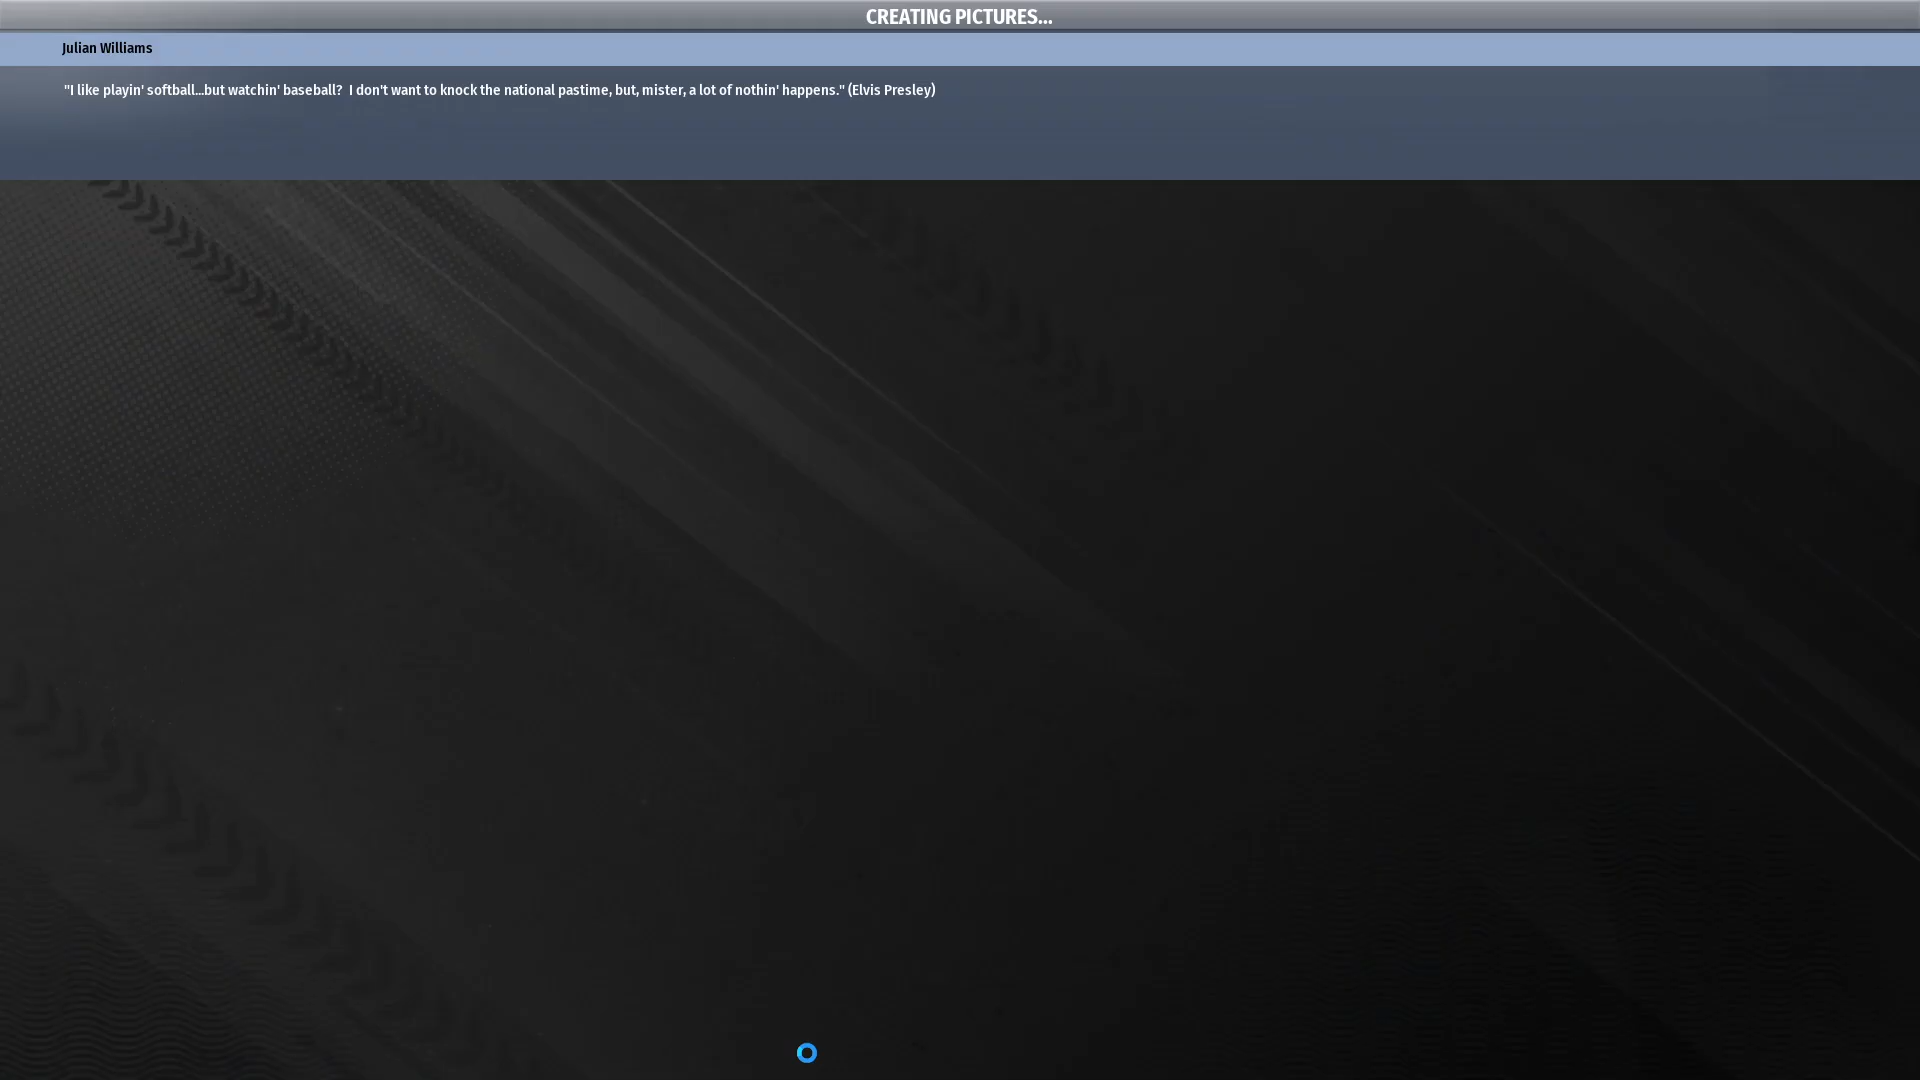 CREATING PICTURES...
Julian Williams
"I like playin' softball...but watchin' baseball?  I don't want to knock the national pastime, but, mister, a lot of nothin' happens." (Elvis Presley)